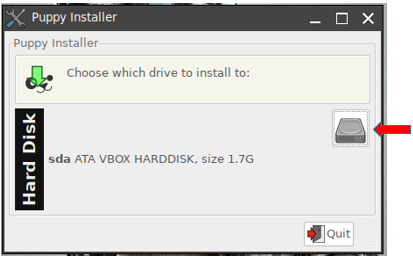 Puppy Installer
Puppy Installer
Choose which drive to install to:
Hard Disk
sda ATA VBOX HARDDISK, size 1.7G
Quit